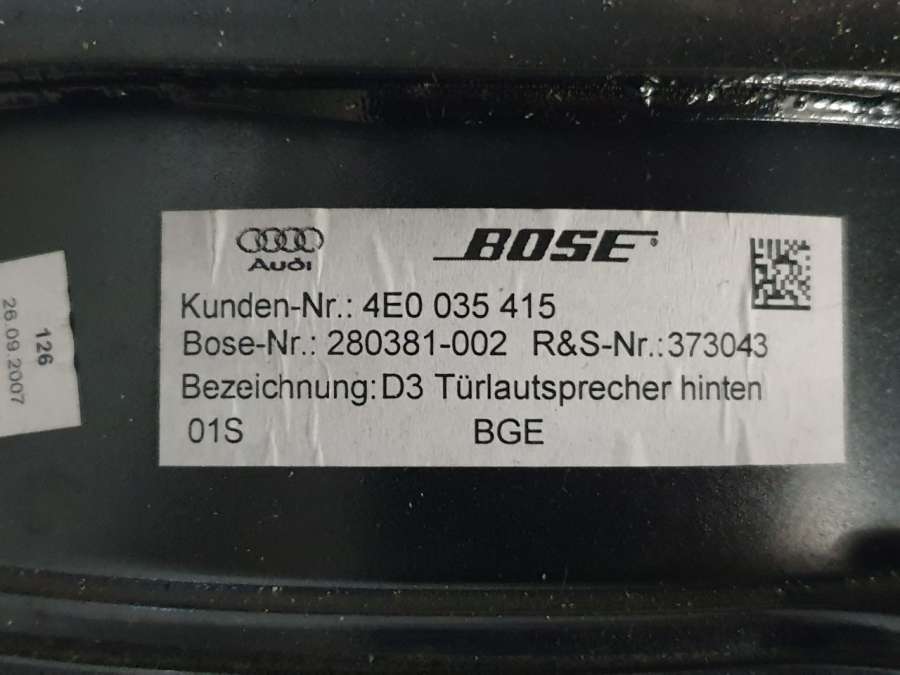 Audi
BOSE®
Kunden-Nr.: 4E0 035 415
Bose-Nr.: 280381-002 R&S-Nr.:373043
Bezeichnung: D3 Türlautsprecher hinten
01S BGE
126
26.09.2007